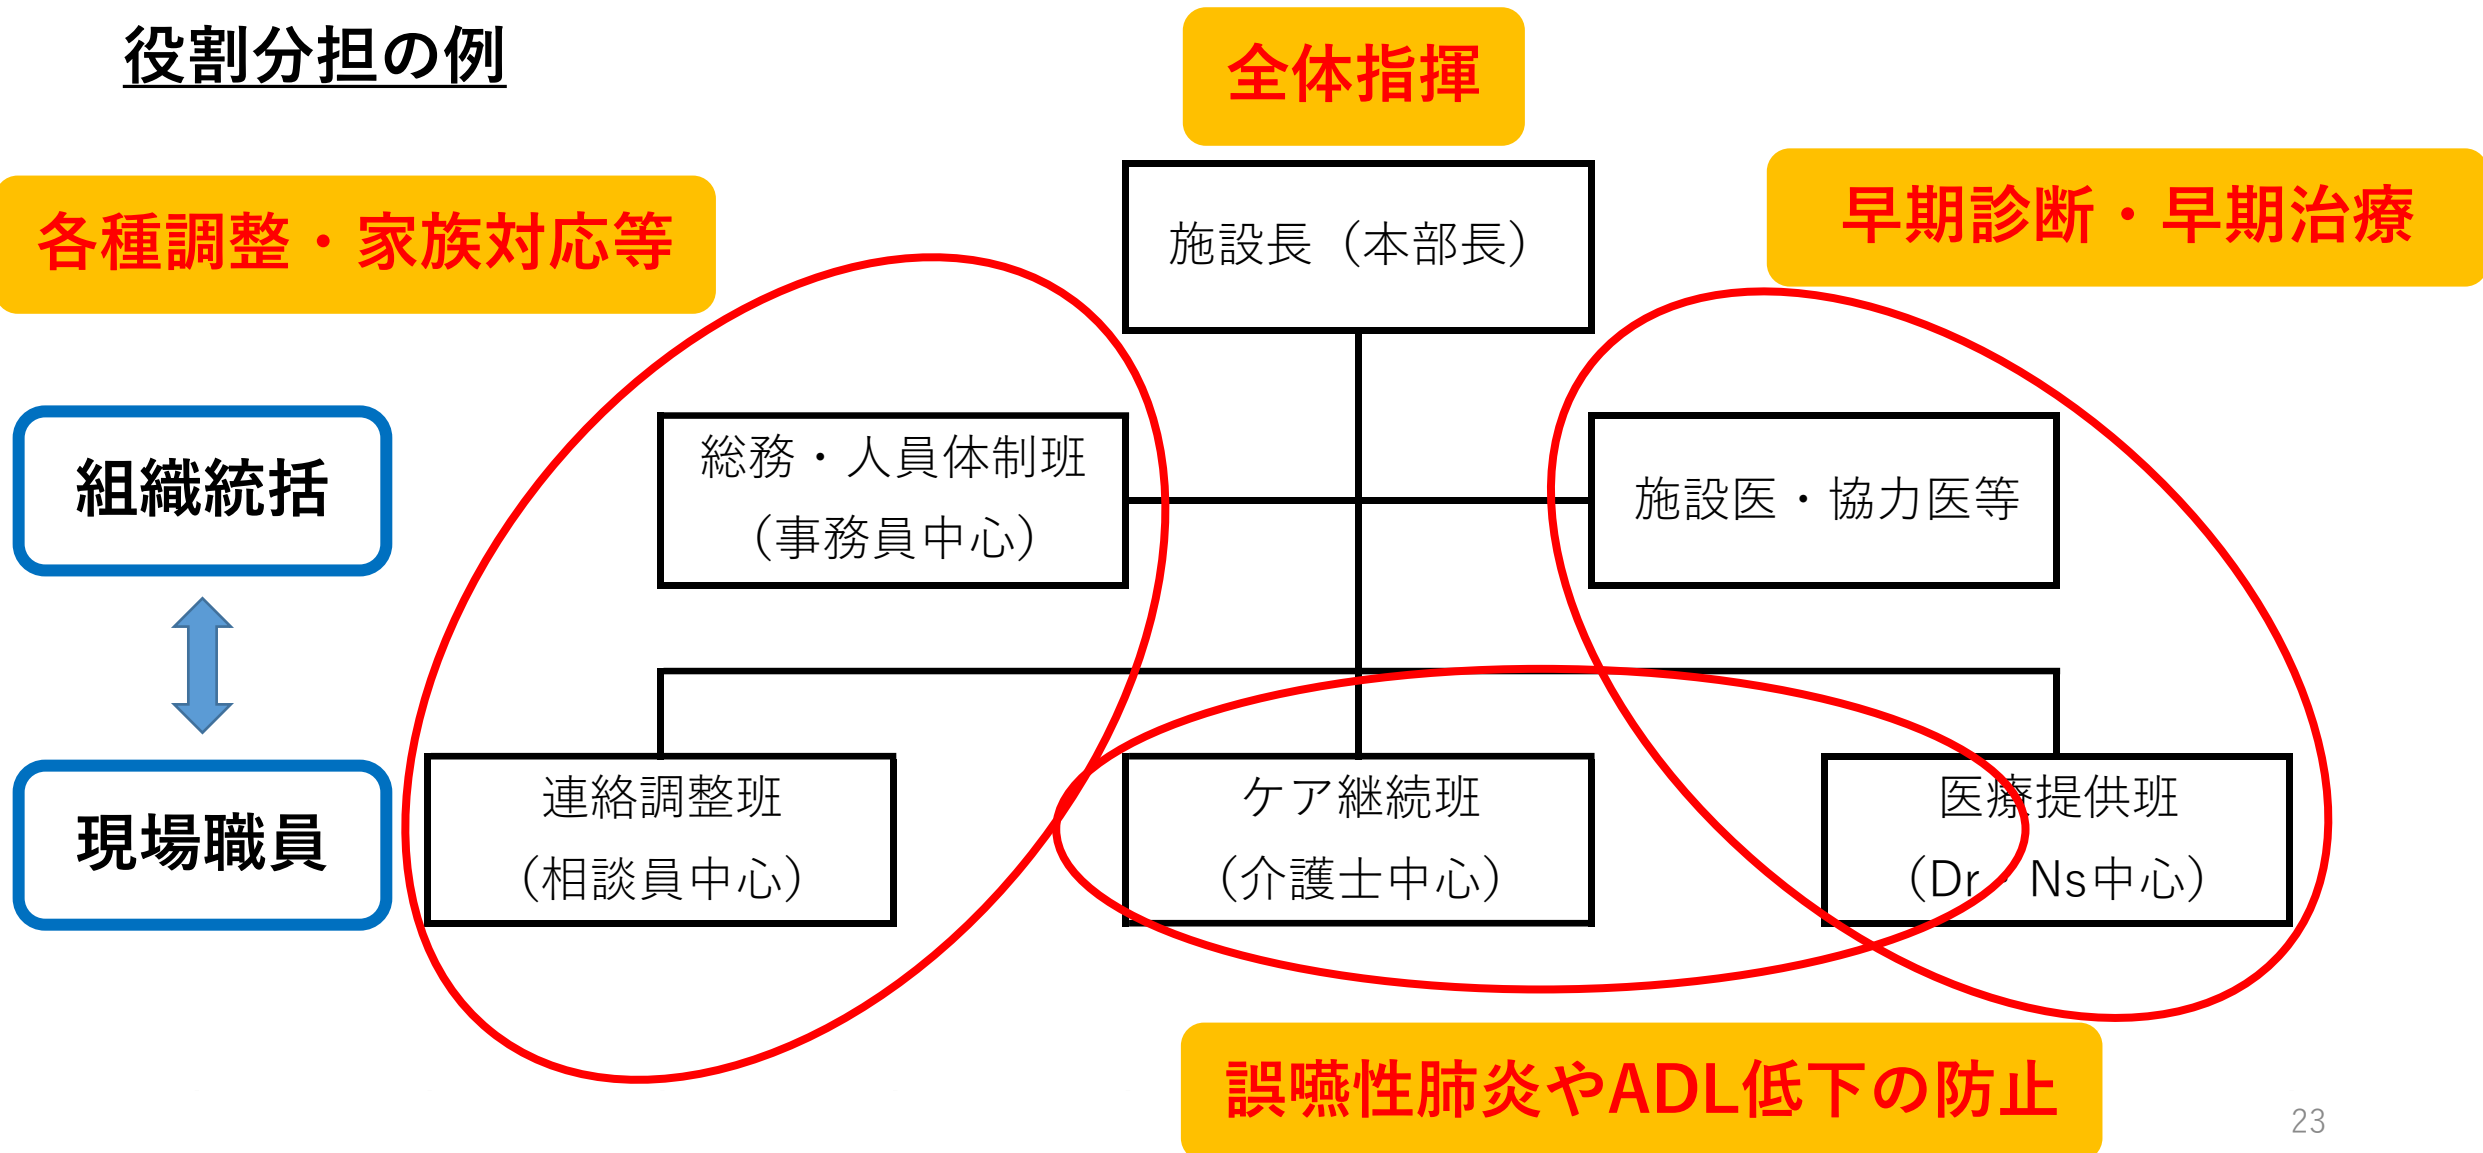 役割分担の例
全体指揮
各種調整・家族対応等
早期診断・早期治療
施設長（本部長）
組織統括
総務・人員体制班
（事務員中心）
施設医・協力医等
現場職員
連絡調整班
（相談員中心）
ケア継続班
（介護士中心）
医療提供班
（Dr・Ns中心）
誤嚥性肺炎やADL低下の防止
23